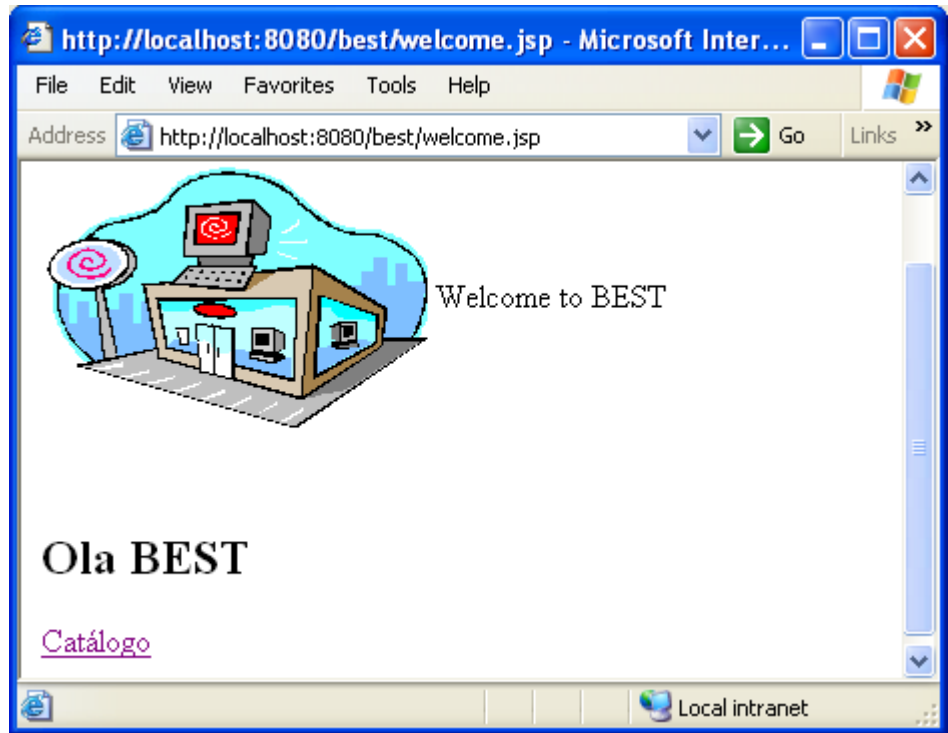 http://localhost:8080/best/welcome.jsp - Microsoft Inter...
File Edit View Favorites Tools Help
Address http://localhost:8080/best/welcome.jsp Go Links »
Welcome to BEST
Ola BEST
Catálogo
Local intranet